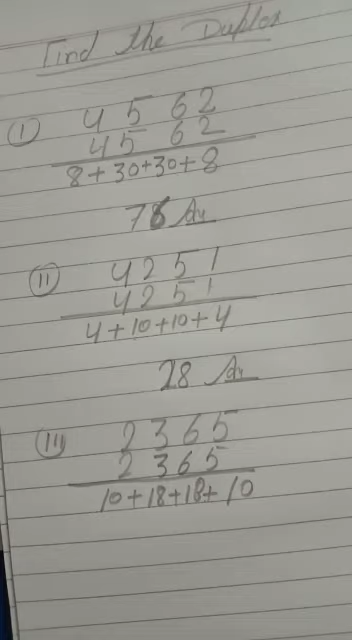 Find the Duplex
(I) 4 5 6 2
4 5 6 2
8 + 30 + 30 + 8
76 An
(II) 4 2 5 1
4 2 5 1
4 + 10 + 10 + 4
28 An
(III) 2 3 6 5
2 3 6 5
10 + 18 + 18 + 10